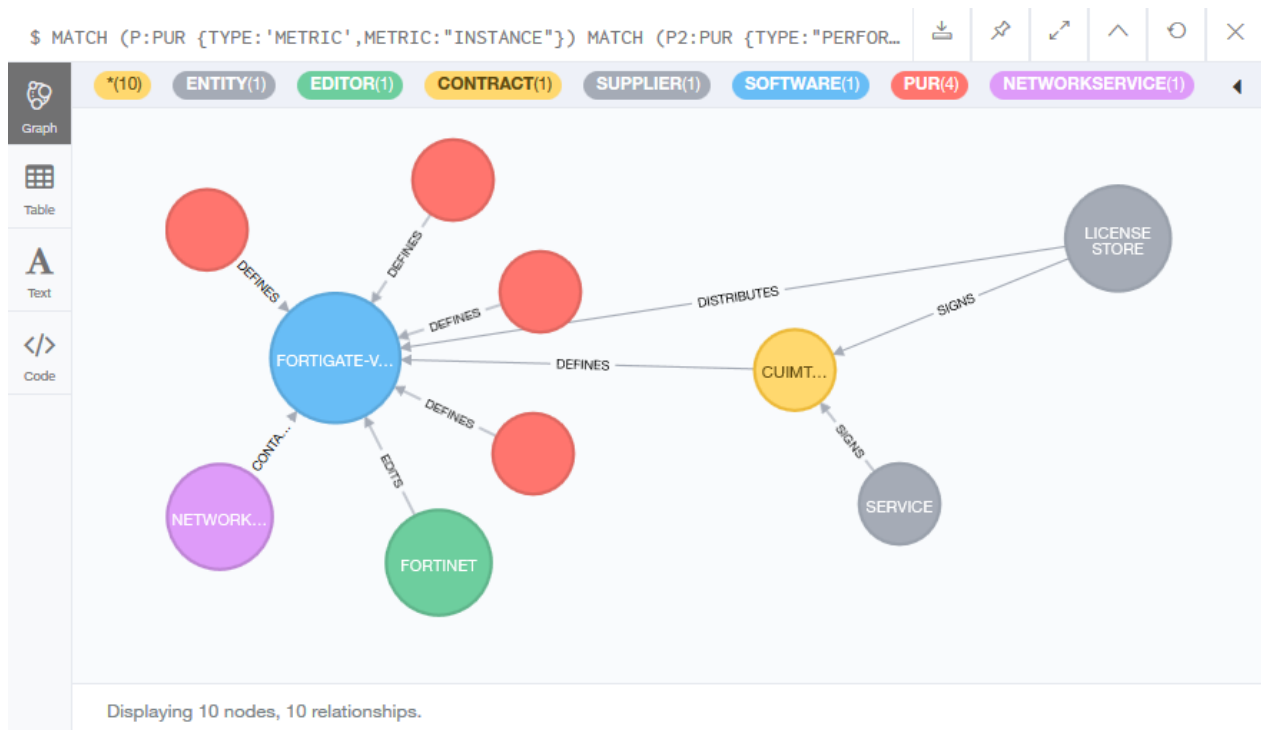 $ MATCH (P:PUR {TYPE:'METRIC',METRIC:"INSTANCE"}) MATCH (P2:PUR {TYPE:"PERFOR…
*(10) ENTITY(1) EDITOR(1) CONTRACT(1) SUPPLIER(1) SOFTWARE(1) PUR(4) NETWORKSERVICE(1)
Graph
Table
Text
Code
DEFINES
DEFINES
DEFINES
DISTRIBUTES
LICENSE
STORE
SIGNS
FORTIGATE-V...
DEFINES
CUIMT...
DEFINES
CONTA...
EDITS
SIGNS
NETWORK...
SERVICE
FORTINET
Displaying 10 nodes, 10 relationships.